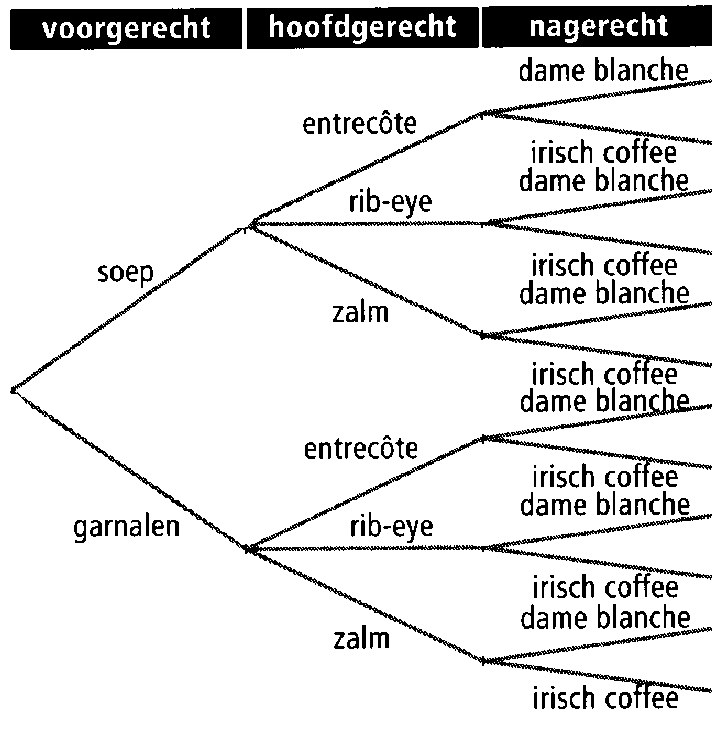 voorgerecht hoofdgerecht nagerecht
dame blanche
entrecôte
irisch coffee
dame blanche
rib-eye
soep
irisch coffee
dame blanche
zalm
irisch coffee
dame blanche
entrecôte
irisch coffee
dame blanche
garnalen
rib-eye
irisch coffee
dame blanche
zalm
irisch coffee